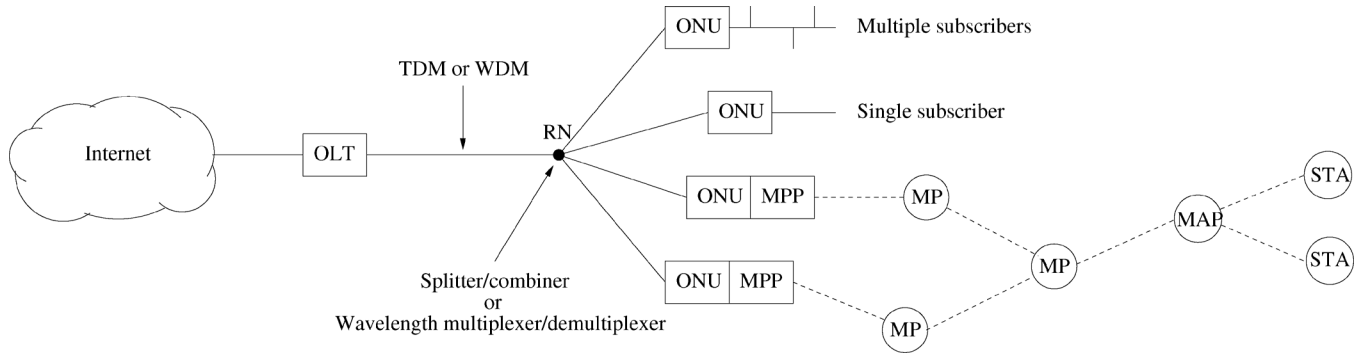 ONU
Multiple subscribers
TDM or WDM
ONU
Single subscriber
RN
Internet
OLT
ONU
MPP
MP
STA
MAP
STA
MP
Splitter/combiner
or
Wavelength multiplexer/demultiplexer
ONU
MPP
MP